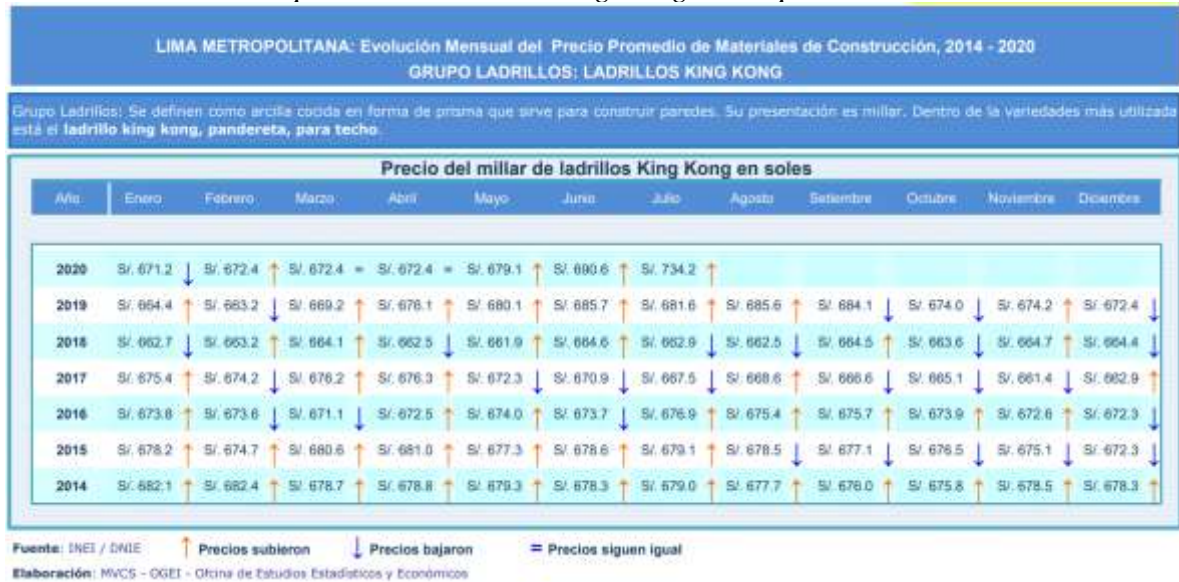 LIMA METROPOLITANA: Evolución Mensual del Precio Promedio de Materiales de Construcción, 2014 - 2020
GRUPO LADRILLOS: LADRILLOS KING KONG
Grupo Ladrillos: Se definen como arcilla cocida en forma de prisma que sirve para construir paredes. Su presentación es millar. Dentro de la variedades más utilizada
está el ladrillo king kong, pandereta, para techo.
Precio del millar de ladrillos King Kong en soles
Año Enero Febrero Marzo Abril Mayo Junio Julio Agosto Setiembre Octubre Noviembre Diciembre
2020 S/. 671.2 ↓ S/. 672.4 ↑ S/. 672.4 = S/. 672.4 = S/. 679.1 ↑ S/. 690.6 ↑ S/. 734.2 ↑
2019 S/. 664.4 ↑ S/. 663.2 ↓ S/. 669.2 ↑ S/. 676.1 ↑ S/. 680.1 ↑ S/. 685.7 ↑ S/. 681.6 ↑ S/. 685.6 ↑ S/. 684.1 ↓ S/. 674.0 ↓ S/. 674.2 ↑ S/. 672.4 ↓
2018 S/. 662.7 ↓ S/. 663.2 ↑ S/. 664.1 ↑ S/. 662.5 ↓ S/. 661.9 ↑ S/. 664.6 ↑ S/. 662.9 ↓ S/. 662.5 ↓ S/. 664.5 ↑ S/. 663.6 ↓ S/. 664.7 ↑ S/. 664.4 ↓
2017 S/. 675.4 ↑ S/. 674.2 ↓ S/. 676.2 ↑ S/. 676.3 ↑ S/. 672.3 ↓ S/. 670.9 ↓ S/. 667.5 ↓ S/. 668.6 ↑ S/. 666.6 ↓ S/. 665.1 ↓ S/. 661.4 ↓ S/. 662.9 ↑
2016 S/. 673.8 ↑ S/. 673.6 ↓ S/. 671.1 ↓ S/. 672.5 ↑ S/. 674.0 ↑ S/. 673.7 ↓ S/. 676.9 ↑ S/. 675.4 ↑ S/. 675.7 ↑ S/. 673.9 ↑ S/. 672.6 ↑ S/. 672.3 ↓
2015 S/. 678.2 ↑ S/. 674.7 ↑ S/. 680.6 ↑ S/. 681.0 ↑ S/. 677.3 ↑ S/. 678.6 ↑ S/. 679.1 ↑ S/. 678.5 ↓ S/. 677.1 ↓ S/. 676.5 ↓ S/. 675.1 ↓ S/. 672.3 ↓
2014 S/. 682.1 ↑ S/. 682.4 ↑ S/. 678.7 ↑ S/. 678.8 ↑ S/. 679.3 ↑ S/. 678.3 ↑ S/. 679.0 ↑ S/. 677.7 ↑ S/. 676.0 ↑ S/. 675.8 ↑ S/. 678.5 ↑ S/. 678.3 ↑
Fuente: INEI / DNIE ↑ Precios subieron ↓ Precios bajaron = Precios siguen igual
Elaboración: MVCS - OGEI - Oficina de Estudios Estadísticos y Económicos